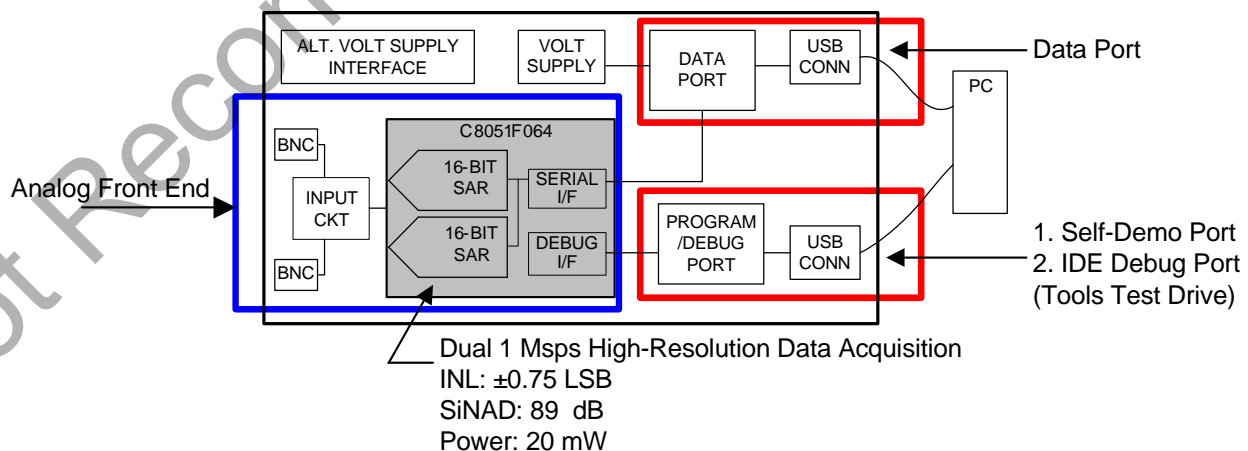 ALT. VOLT SUPPLY
INTERFACE
VOLT
SUPPLY
DATA
PORT
USB
CONN
Data Port
PC
C8051F064
BNC
16-BIT
SAR
SERIAL
I/F
Analog Front End
INPUT
CKT
16-BIT
SAR
DEBUG
I/F
BNC
PROGRAM
/DEBUG
PORT
USB
CONN
1. Self-Demo Port
2. IDE Debug Port
(Tools Test Drive)
Dual 1 Msps High-Resolution Data Acquisition
INL: ±0.75 LSB
SiNAD: 89 dB
Power: 20 mW